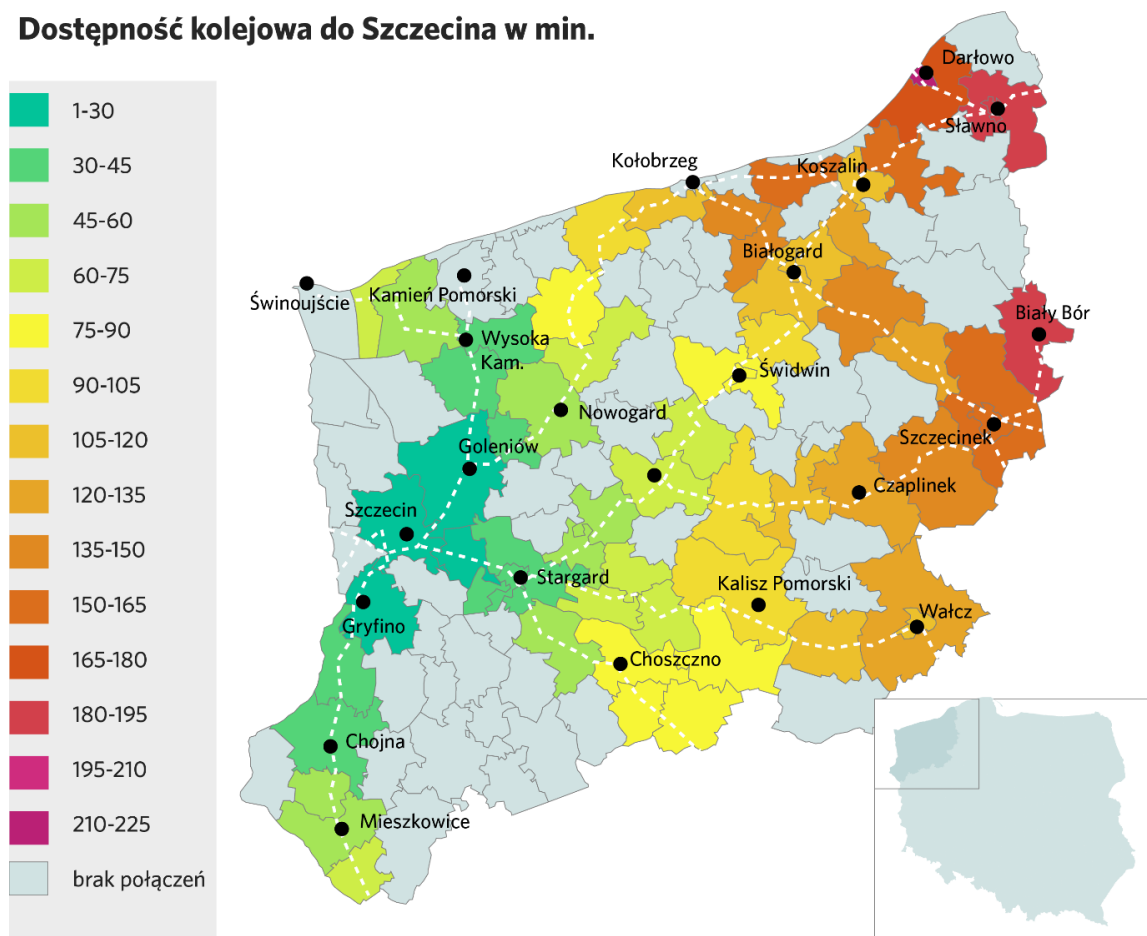 Dostępność kolejowa do Szczecina w min.
1-30
30-45
45-60
60-75
75-90
90-105
105-120
120-135
135-150
150-165
165-180
180-195
195-210
210-225
brak połączeń
Darłowo
Sławno
Kołobrzeg
Koszalin
Białogard
Świnoujście
Kamień Pomorski
Biały Bór
Wysoka
Kam.
Świdwin
Nowogard
Szczecinek
Goleniów
Czaplinek
Szczecin
Stargard
Kalisz Pomorski
Wałcz
Gryfino
Choszczno
Chojna
Mieszkowice